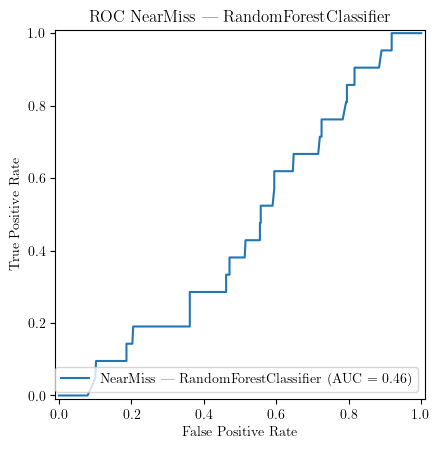 ROC NearMiss — RandomForestClassifier
1.0
0.8
0.6
0.4
0.2
0.0
True Positive Rate
NearMiss — RandomForestClassifier (AUC = 0.46)
0.0 0.2 0.4 0.6 0.8 1.0
False Positive Rate